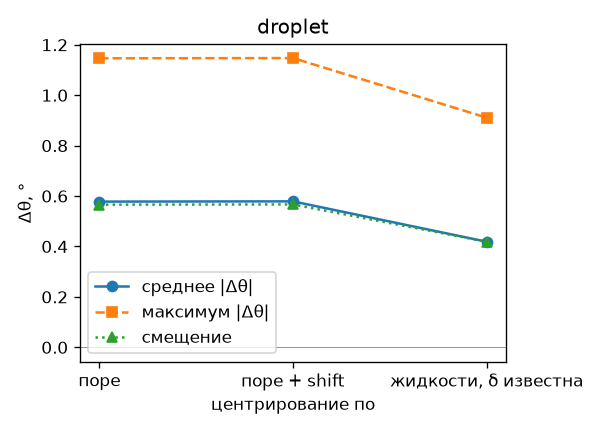 droplet
1.2
1.0
0.8
0.6
0.4
0.2
0.0
Δθ, °
среднее |Δθ|
максимум |Δθ|
смещение
поре
поре + shift
жидкости, δ известна
центрирование по